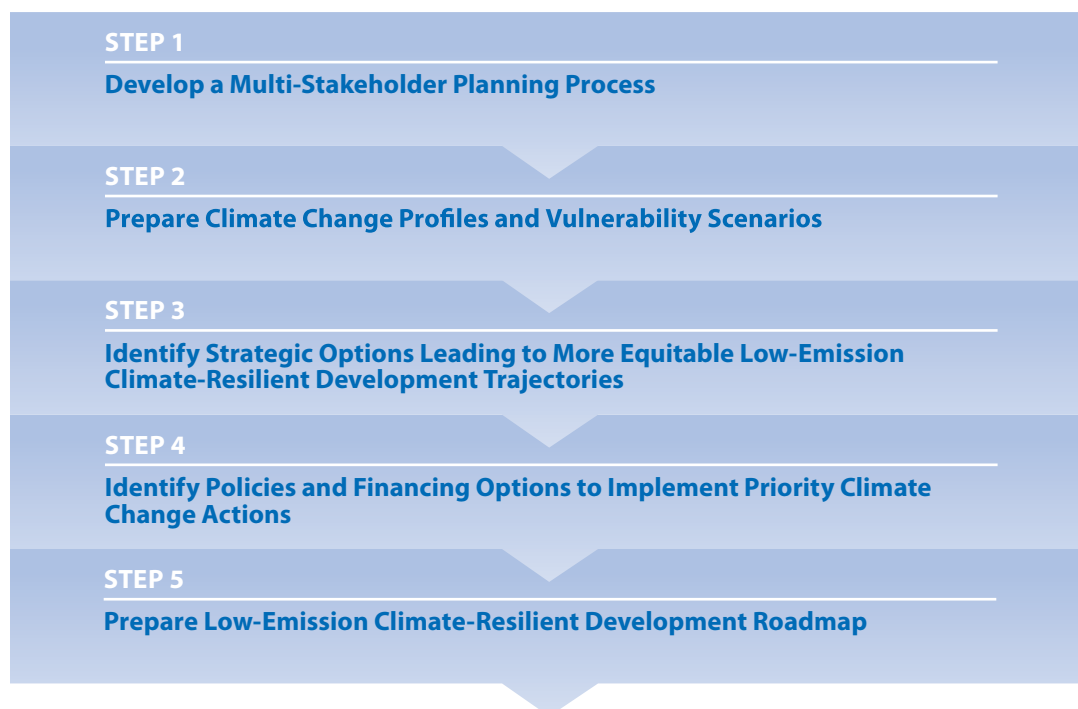 STEP 1
Develop a Multi-Stakeholder Planning Process
STEP 2
Prepare Climate Change Profiles and Vulnerability Scenarios
STEP 3
Identify Strategic Options Leading to More Equitable Low-Emission
Climate-Resilient Development Trajectories
STEP 4
Identify Policies and Financing Options to Implement Priority Climate
Change Actions
STEP 5
Prepare Low-Emission Climate-Resilient Development Roadmap